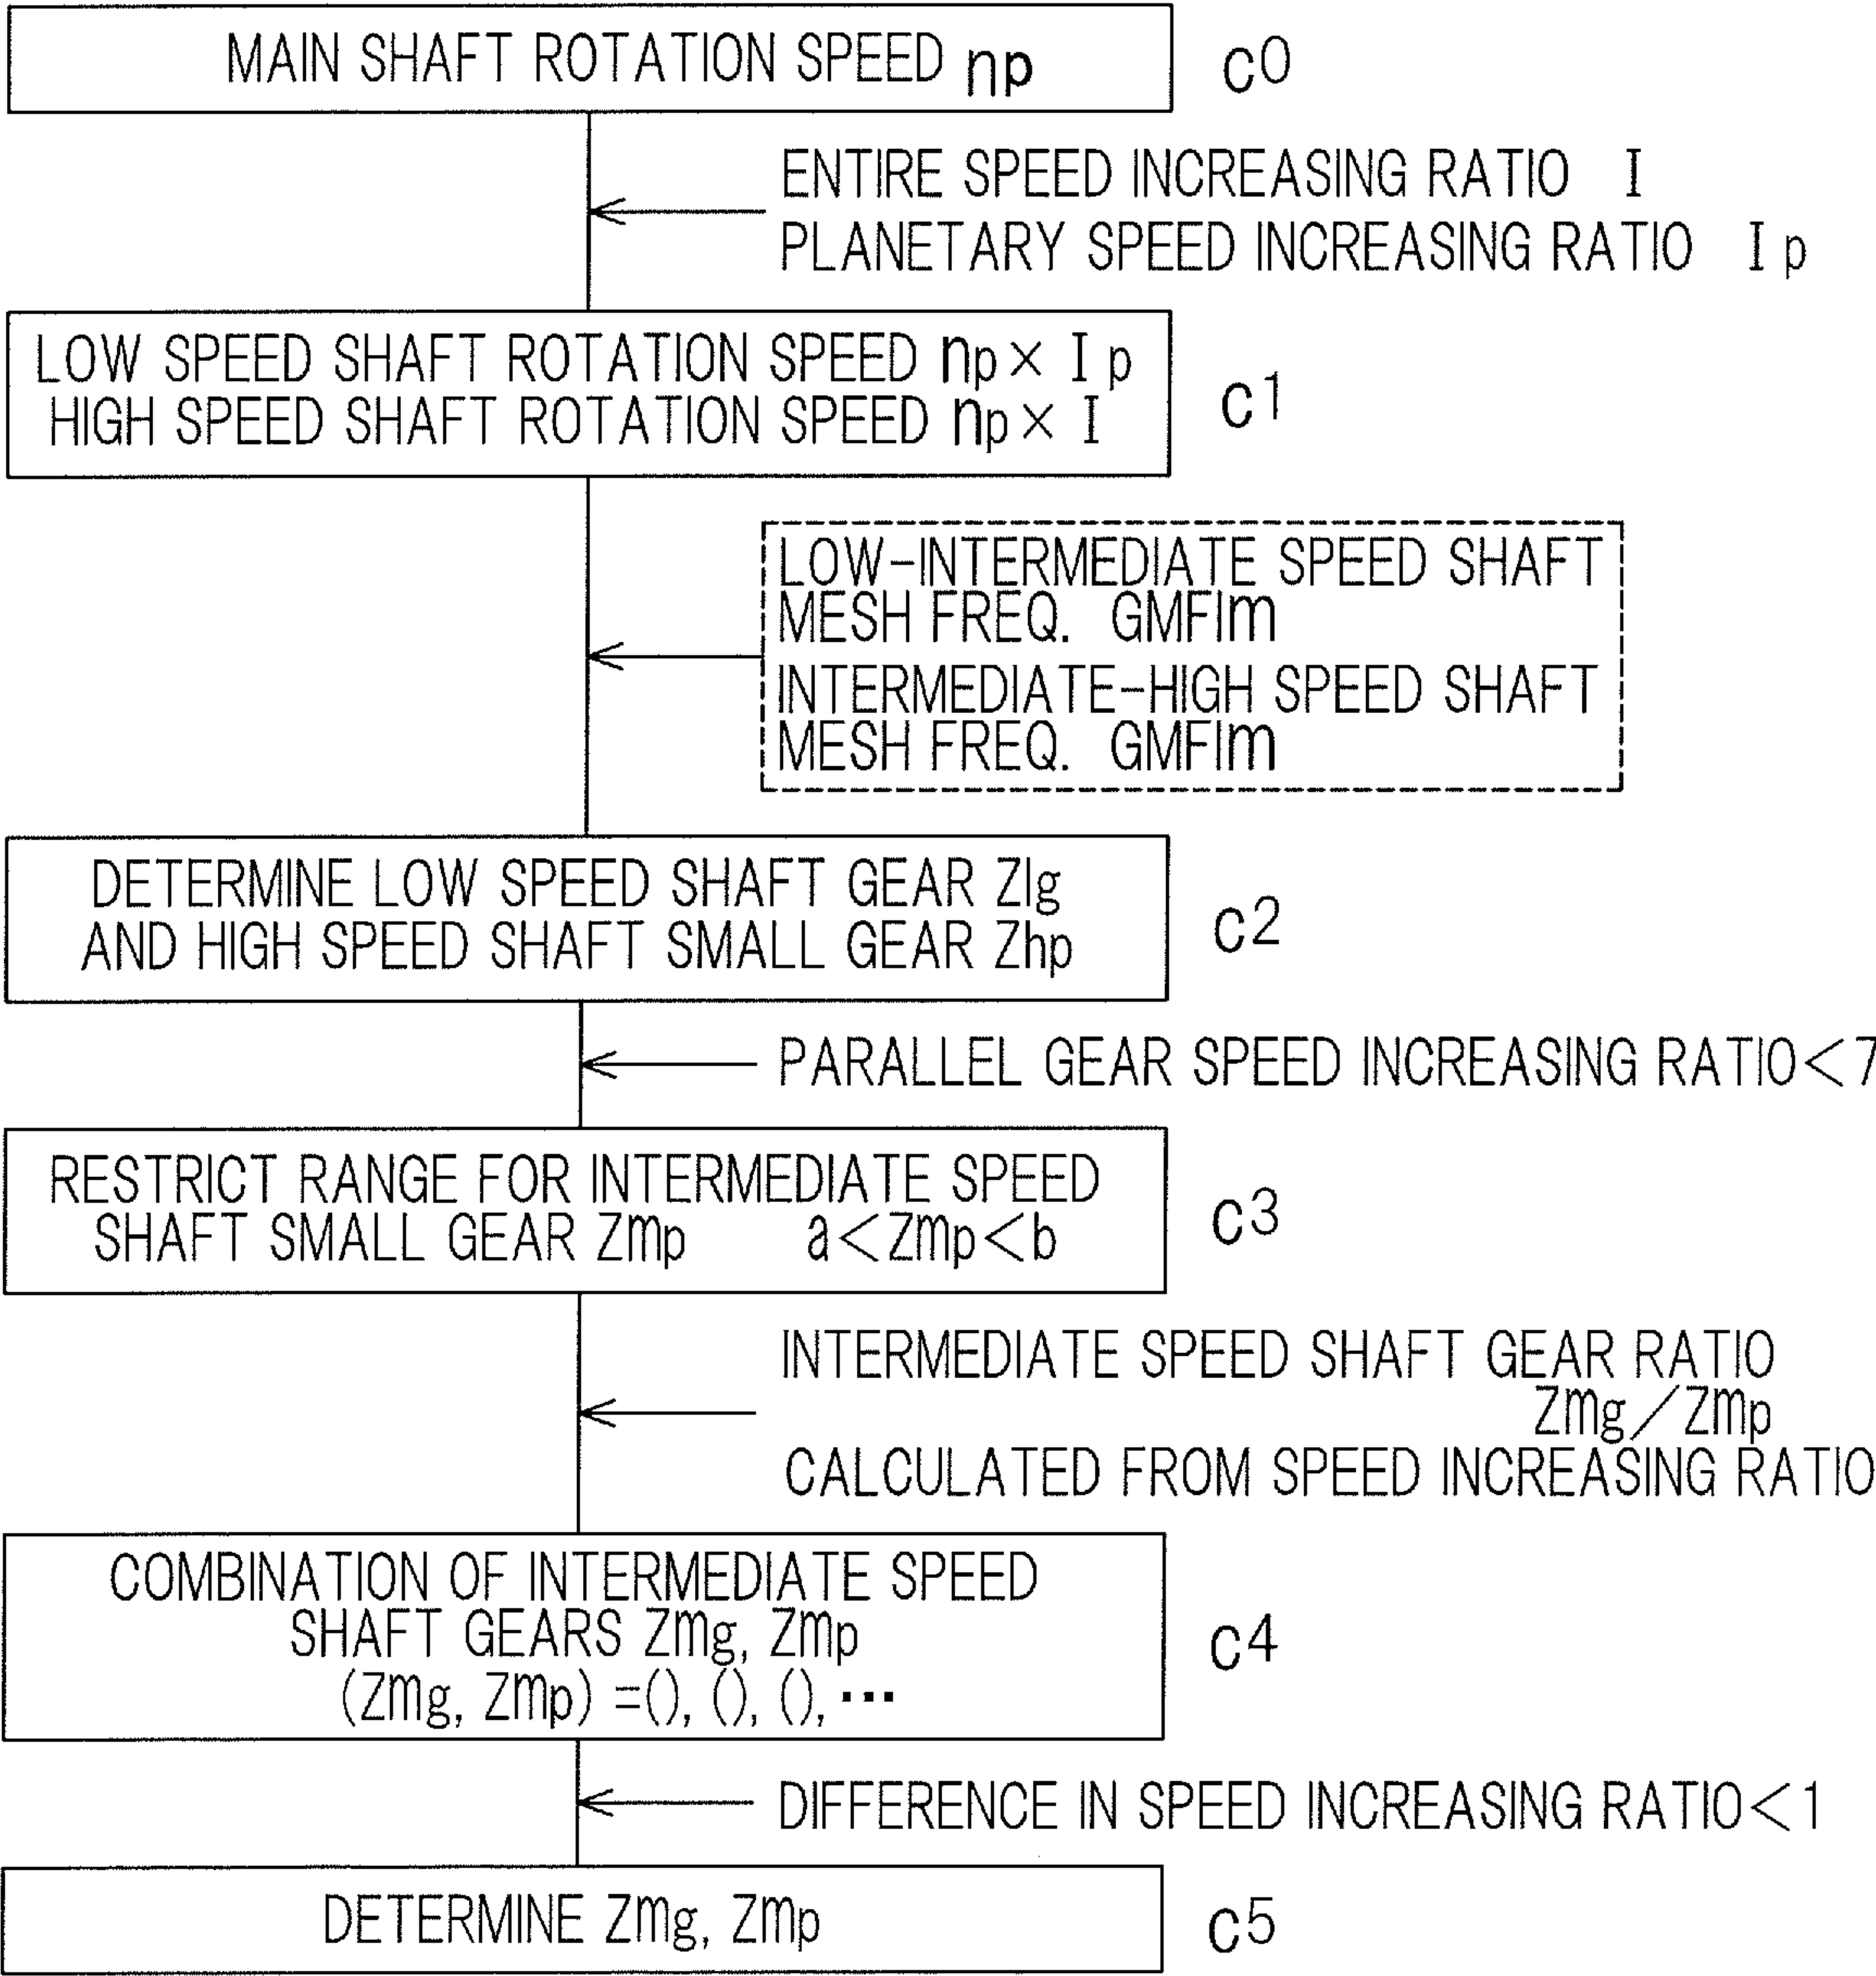 MAIN SHAFT ROTATION SPEED np
c0
ENTIRE SPEED INCREASING RATIO I
PLANETARY SPEED INCREASING RATIO Ip
LOW SPEED SHAFT ROTATION SPEED np× Ip
HIGH SPEED SHAFT ROTATION SPEED np× I
c1
LOW-INTERMEDIATE SPEED SHAFT
MESH FREQ. GMFlm
INTERMEDIATE-HIGH SPEED SHAFT
MESH FREQ. GMFlm
DETERMINE LOW SPEED SHAFT GEAR Zlg
AND HIGH SPEED SHAFT SMALL GEAR Zhp
c2
PARALLEL GEAR SPEED INCREASING RATIO<7
RESTRICT RANGE FOR INTERMEDIATE SPEED
SHAFT SMALL GEAR Zmp a<Zmp<b
c3
INTERMEDIATE SPEED SHAFT GEAR RATIO
Zmg/Zmp
CALCULATED FROM SPEED INCREASING RATIO
COMBINATION OF INTERMEDIATE SPEED
SHAFT GEARS Zmg, Zmp
(Zmg, Zmp) =(), (), (), ···
c4
DIFFERENCE IN SPEED INCREASING RATIO<1
DETERMINE Zmg, Zmp
c5